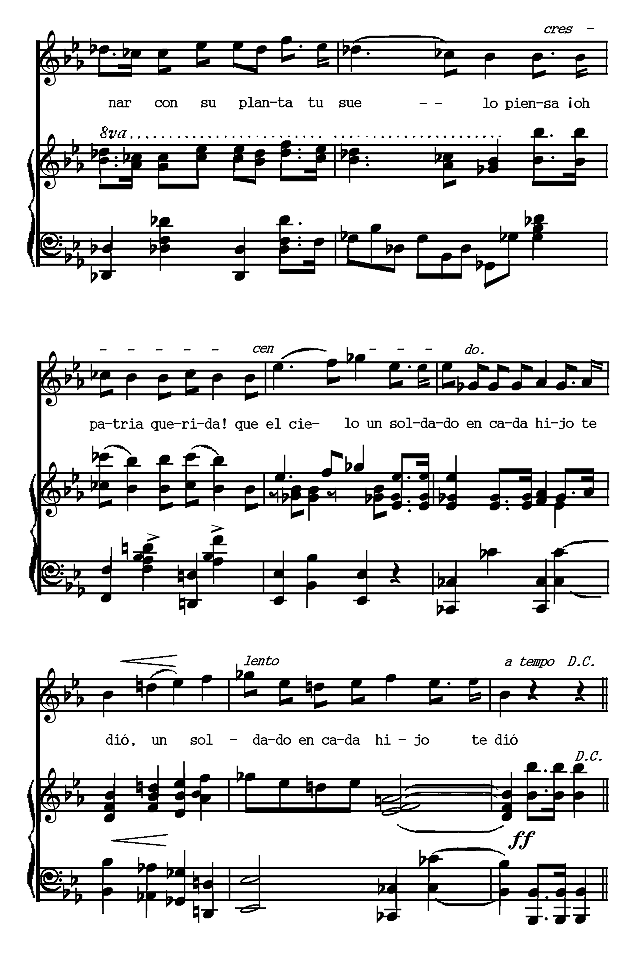 cres -
nar con su plan-ta tu sue - - - lo pien-sa ¡oh
8va
- - - - - cen - - - do.
pa-tria que-ri-da! que el cie- lo un sol-da-do en ca-da hi-jo te
lento a tempo D.C.
dió, un sol - da-do en ca-da hi-jo te dió
D.C.
ff